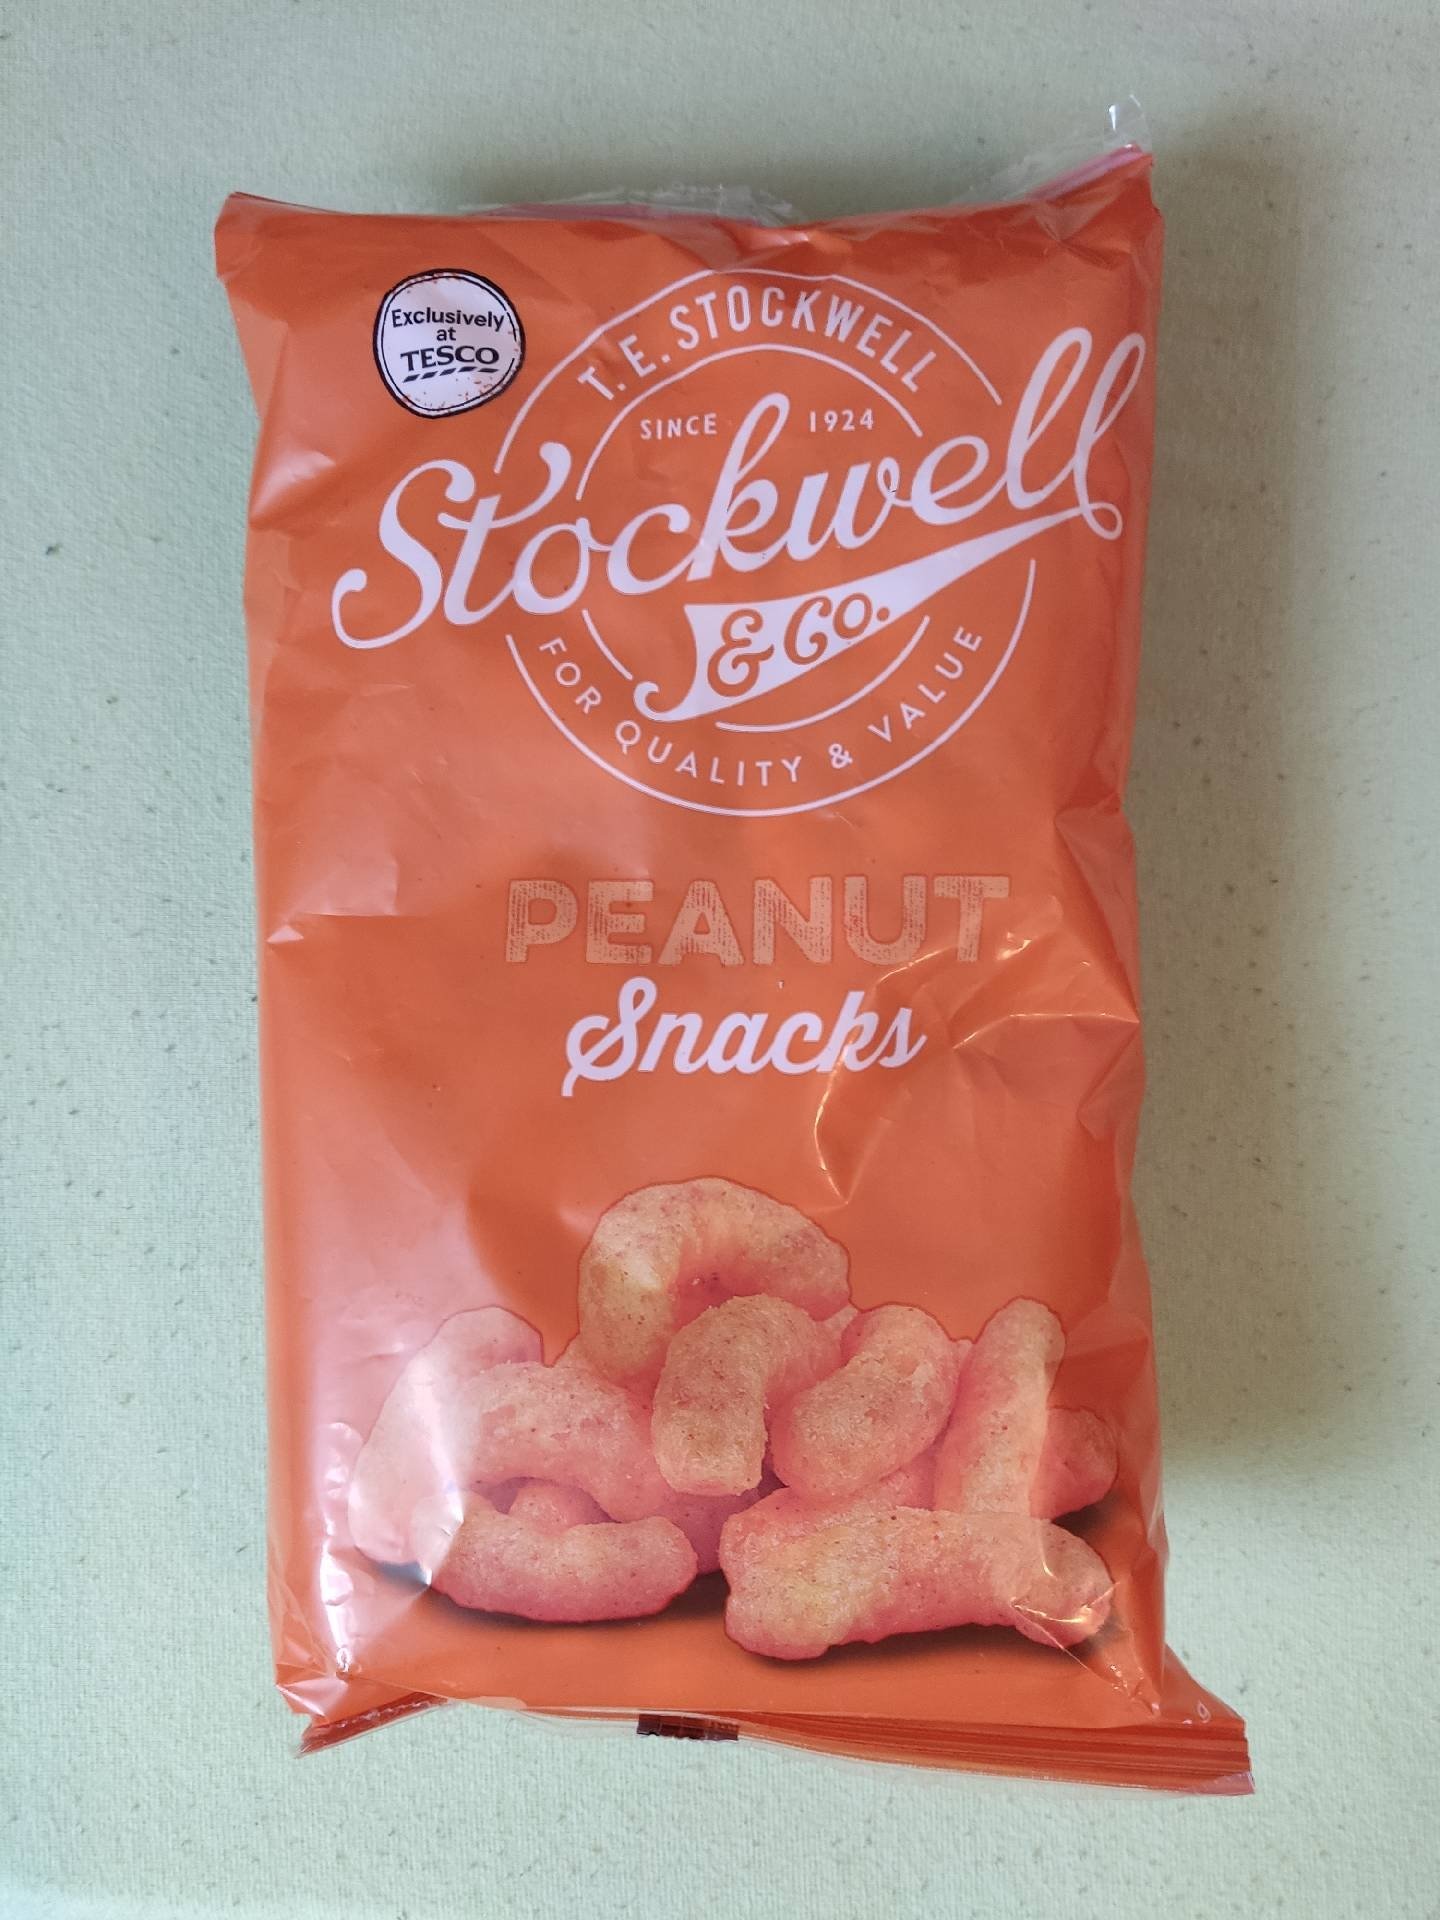 Exclusively
at
TESCO
T. E. STOCKWELL
SINCE 1924
Stockwell
& Co.
FOR QUALITY & VALUE
PEANUT
Snacks
g